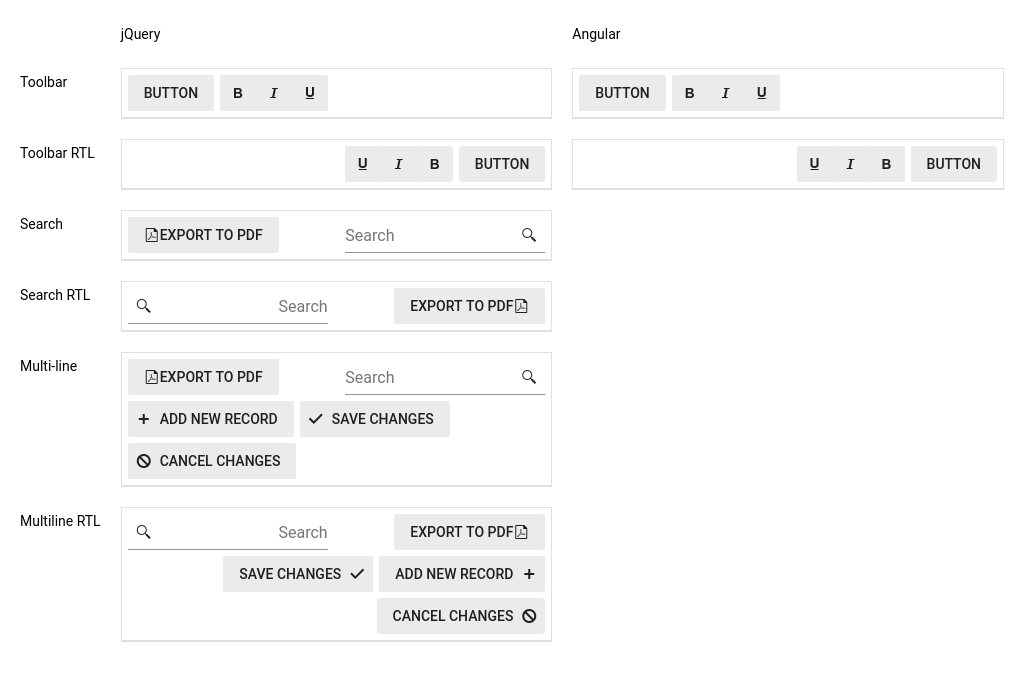 jQuery Angular
Toolbar BUTTON B I U BUTTON B I U
Toolbar RTL U I B BUTTON U I B BUTTON
Search EXPORT TO PDF Search
Search RTL Search EXPORT TO PDF
Multi-line EXPORT TO PDF Search
ADD NEW RECORD SAVE CHANGES
CANCEL CHANGES
Multiline RTL Search EXPORT TO PDF
SAVE CHANGES ADD NEW RECORD
CANCEL CHANGES